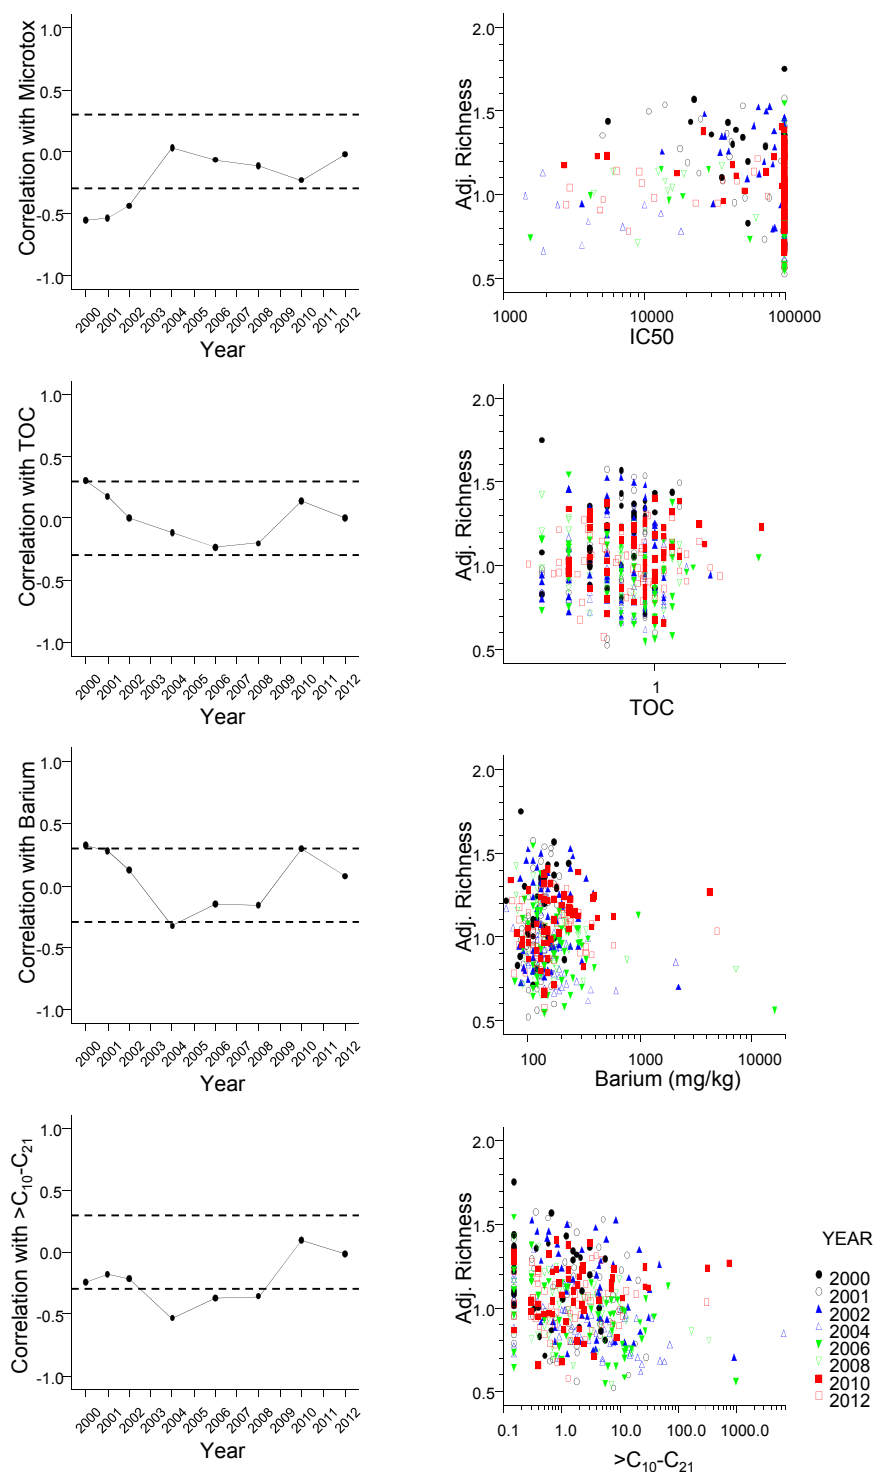 Correlation with Microtox
1.0
0.5
0.0
-0.5
-1.0
2000 2001 2002 2003 2004 2005 2006 2007 2008 2009 2010 2011 2012
Year
Adj. Richness
2.0
1.5
1.0
0.5
1000 10000 100000
IC50
Correlation with TOC
1.0
0.5
0.0
-0.5
-1.0
2000 2001 2002 2003 2004 2005 2006 2007 2008 2009 2010 2011 2012
Year
Adj. Richness
2.0
1.5
1.0
0.5
1
TOC
Correlation with Barium
1.0
0.5
0.0
-0.5
-1.0
2000 2001 2002 2003 2004 2005 2006 2007 2008 2009 2010 2011 2012
Year
Adj. Richness
2.0
1.5
1.0
0.5
100 1000 10000
Barium (mg/kg)
Correlation with >C10-C21
1.0
0.5
0.0
-0.5
-1.0
2000 2001 2002 2003 2004 2005 2006 2007 2008 2009 2010 2011 2012
Year
Adj. Richness
2.0
1.5
1.0
0.5
0.1 1.0 10.0 100.0 1000.0
>C10-C21
YEAR
2000
2001
2002
2004
2006
2008
2010
2012